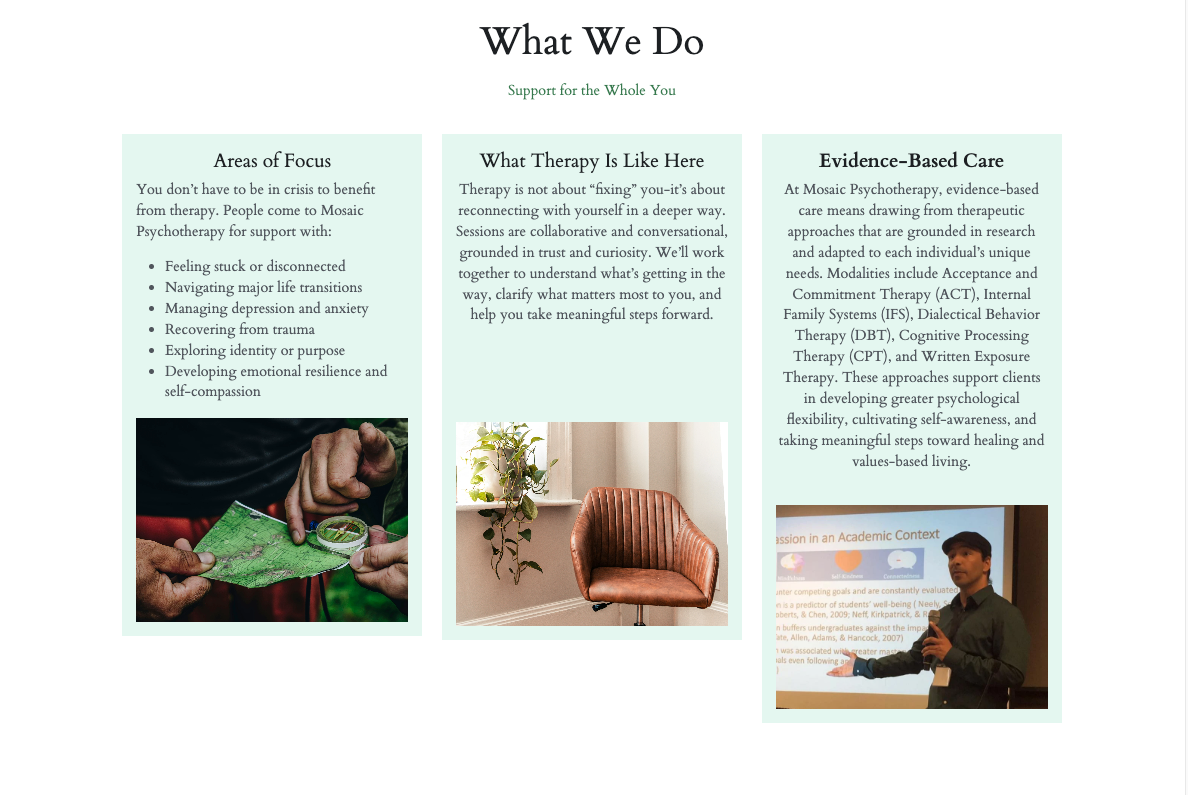 What We Do
Support for the Whole You
Areas of Focus
You don’t have to be in crisis to benefit
from therapy. People come to Mosaic
Psychotherapy for support with:
• Feeling stuck or disconnected
• Navigating major life transitions
• Managing depression and anxiety
• Recovering from trauma
• Exploring identity or purpose
• Developing emotional resilience and
self-compassion
What Therapy Is Like Here
Therapy is not about “fixing” you–it’s about
reconnecting with yourself in a deeper way.
Sessions are collaborative and conversational,
grounded in trust and curiosity. We’ll work
together to understand what’s getting in the
way, clarify what matters most to you, and
help you take meaningful steps forward.
Evidence-Based Care
At Mosaic Psychotherapy, evidence-based
care means drawing from therapeutic
approaches that are grounded in research
and adapted to each individual’s unique
needs. Modalities include Acceptance and
Commitment Therapy (ACT), Internal
Family Systems (IFS), Dialectical Behavior
Therapy (DBT), Cognitive Processing
Therapy (CPT), and Written Exposure
Therapy. These approaches support clients
in developing greater psychological
flexibility, cultivating self-awareness, and
taking meaningful steps toward healing and
values-based living.
assion in an Academic Context
Mindfulness Self-Kindness
unter competing goals and are constantly evaluated
on is a predictor of students’ well-being ( Neely, S
oberts, & Chen, 2009; Neff, Kirkpatrick, & R
n buffers undergraduates against the impa
ate, Allen, Adams, & Hancock, 2007)
n was associated with greater
uals even following